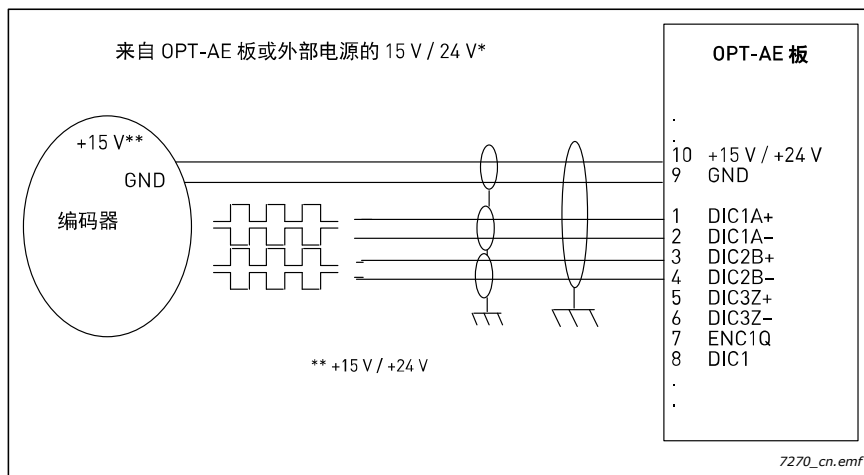 来自 OPT-AE 板或外部电源的 15 V / 24 V*
OPT-AE 板
+15 V**
GND
编码器
.
.
10 +15 V / +24 V
9 GND
1 DIC1A+
2 DIC1A–
3 DIC2B+
4 DIC2B–
5 DIC3Z+
6 DIC3Z–
7 ENC1Q
8 DIC1
.
.
** +15 V / +24 V
7270_cn.emf